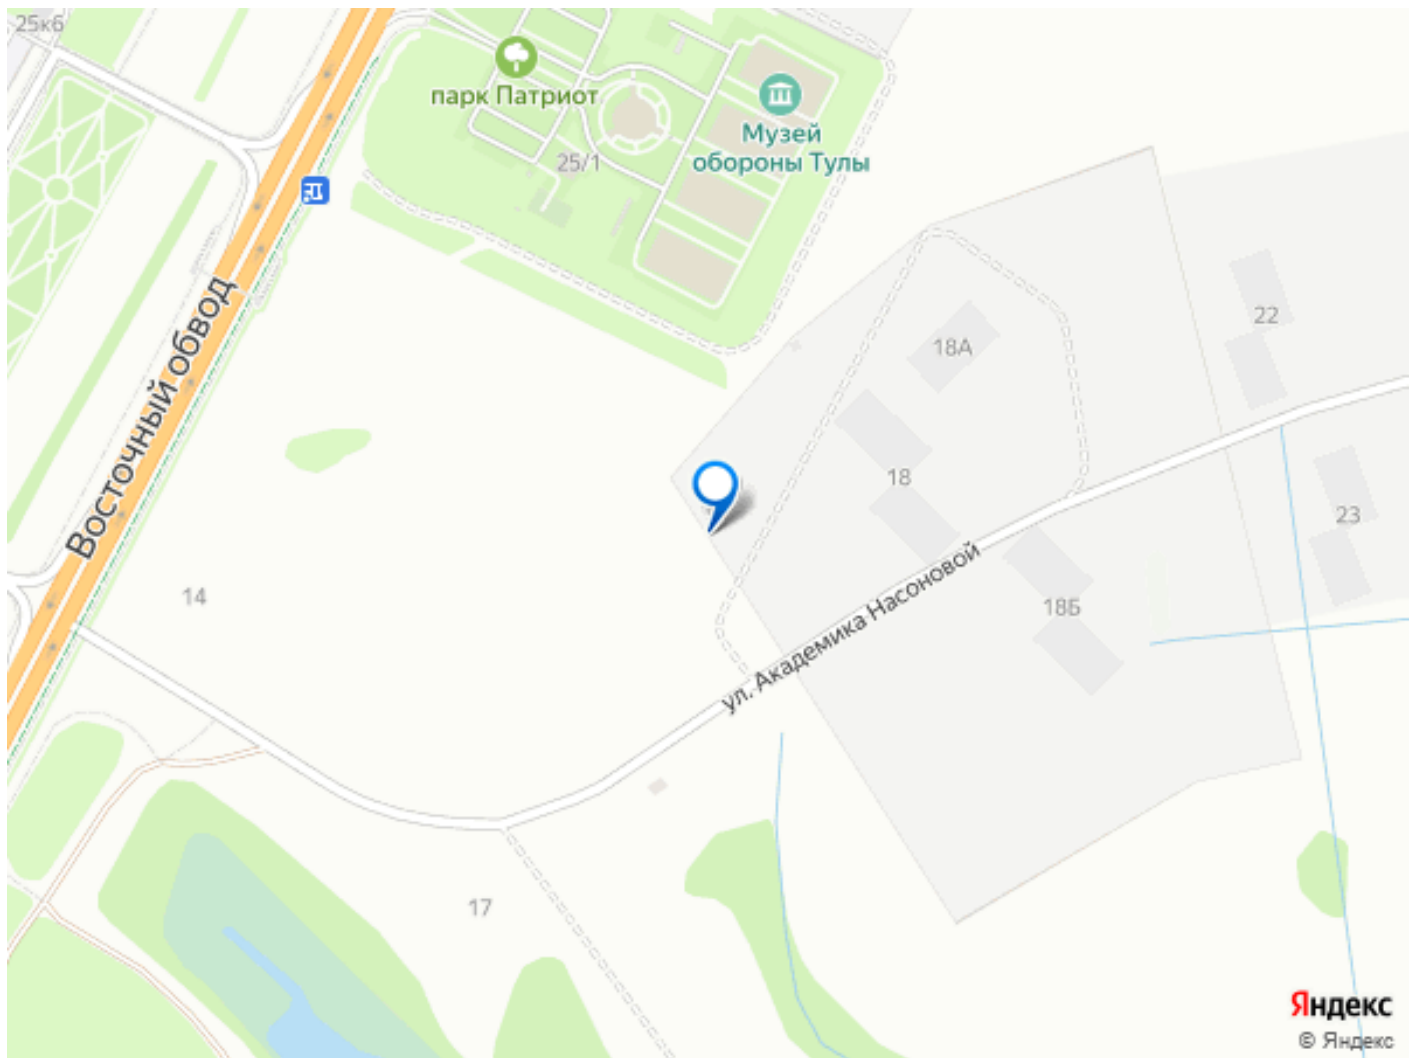 25к6
парк Патриот
Музей
обороны Тулы
25/1
Восточный обвод
22
18А
18
23
14
ул. Академика Насоновой
18Б
17
Яндекс
© Яндекс